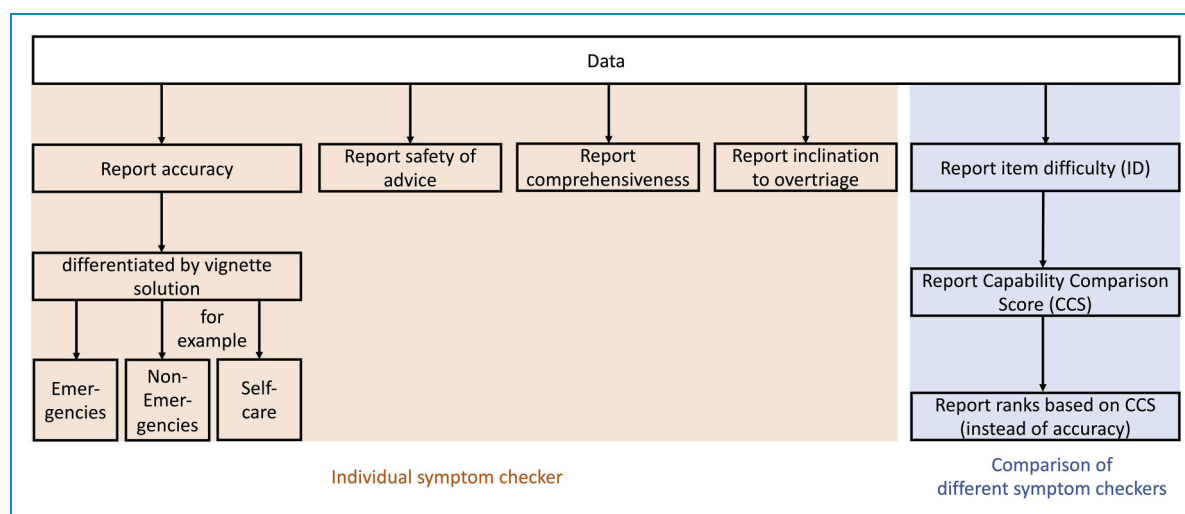 Data
Report accuracy
Report safety of
advice
Report
comprehensiveness
Report inclination
to overtriage
Report item difficulty (ID)
differentiated by vignette
solution
for
example
Emer-
gencies
Non-
Emer-
gencies
Self-
care
Report Capability Comparison
Score (CCS)
Report ranks based on CCS
(instead of accuracy)
Individual symptom checker
Comparison of
different symptom checkers